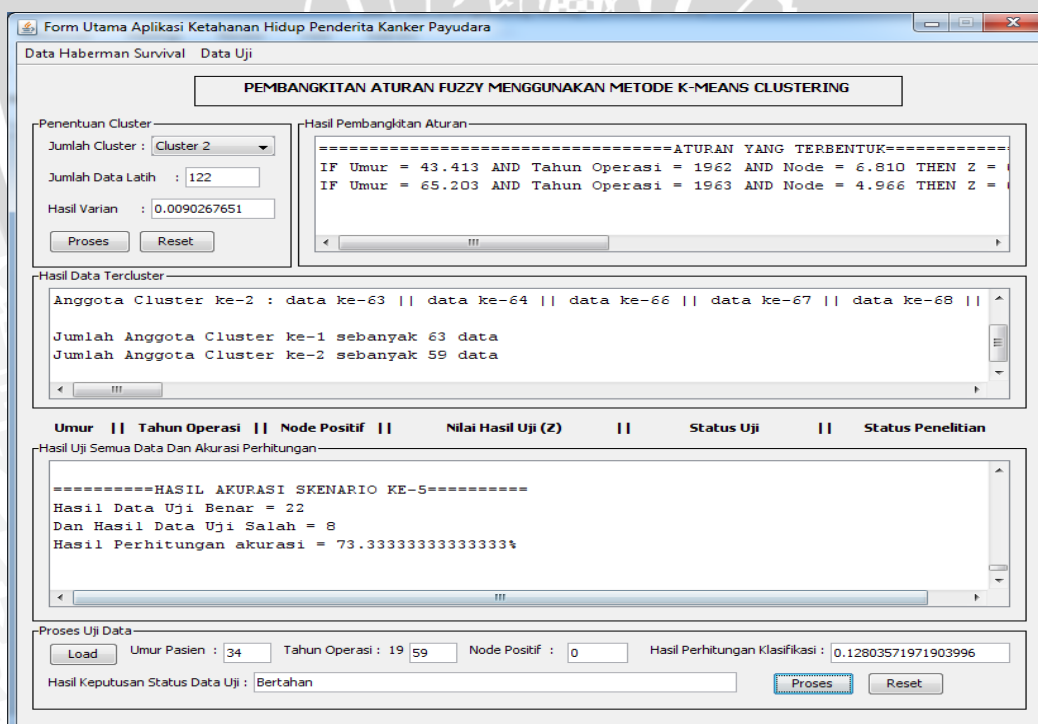 Form Utama Aplikasi Ketahanan Hidup Penderita Kanker Payudara
Data Haberman Survival Data Uji
PEMBANGKITAN ATURAN FUZZY MENGGUNAKAN METODE K-MEANS CLUSTERING
Penentuan Cluster
Jumlah Cluster : Cluster 2
Jumlah Data Latih : 122
Hasil Varian : 0.0090267651
Proses Reset
Hasil Pembangkitan Aturan
===================================ATURAN YANG TERBENTUK=============
IF Umur = 43.413 AND Tahun Operasi = 1962 AND Node = 6.810 THEN Z =
IF Umur = 65.203 AND Tahun Operasi = 1963 AND Node = 4.966 THEN Z =
Hasil Data Tercluster
Anggota Cluster ke-2 : data ke-63 || data ke-64 || data ke-66 || data ke-67 || data ke-68 ||
Jumlah Anggota Cluster ke-1 sebanyak 63 data
Jumlah Anggota Cluster ke-2 sebanyak 59 data
Umur || Tahun Operasi || Node Positif || Nilai Hasil Uji (Z) || Status Uji || Status Penelitian
Hasil Uji Semua Data Dan Akurasi Perhitungan
==========HASIL AKURASI SKENARIO KE-5==========
Hasil Data Uji Benar = 22
Dan Hasil Data Uji Salah = 8
Hasil Perhitungan akurasi = 73.33333333333333%
Proses Uji Data
Load Umur Pasien : 34 Tahun Operasi : 19 59 Node Positif : 0 Hasil Perhitungan Klasifikasi : 0.12803571971903996
Hasil Keputusan Status Data Uji : Bertahan Proses Reset